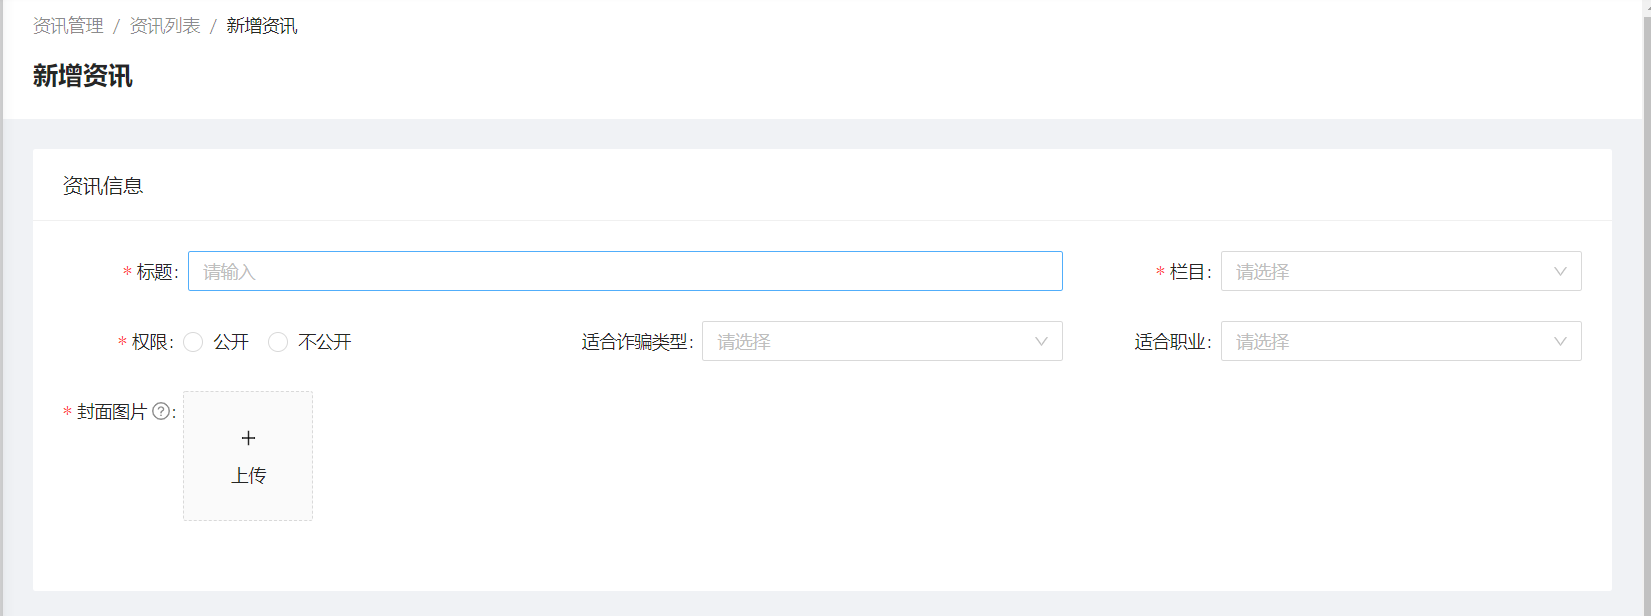 资讯管理 / 资讯列表 / 新增资讯
新增资讯
资讯信息
* 标题: 请输入 * 栏目: 请选择
* 权限: 公开 不公开 适合诈骗类型: 请选择 适合职业: 请选择
* 封面图片 ? :
+
上传